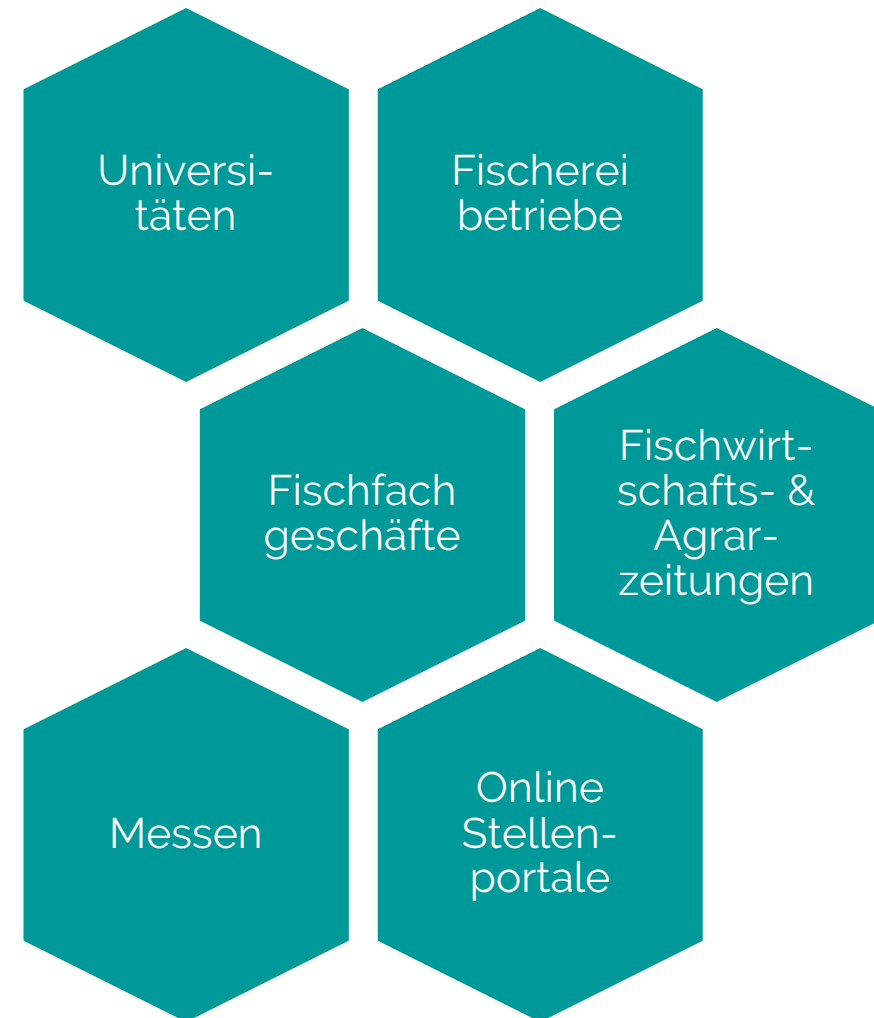 Universi-
täten
Fischerei
betriebe
Fischfach
geschäfte
Fischwirt-
schafts- &
Agrar-
zeitungen
Messen
Online
Stellen-
portale